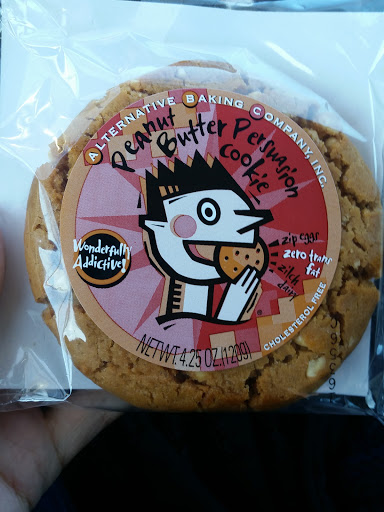 ALTERNATIVE BAKING COMPANY, INC.
Peanut
Butter Persuasion
Cookie
Wonderfully
Addictive!
zip eggs
zero trans
fat
zilch
dairy
CHOLESTEROL FREE
NET WT. 4.25 OZ. (120g)